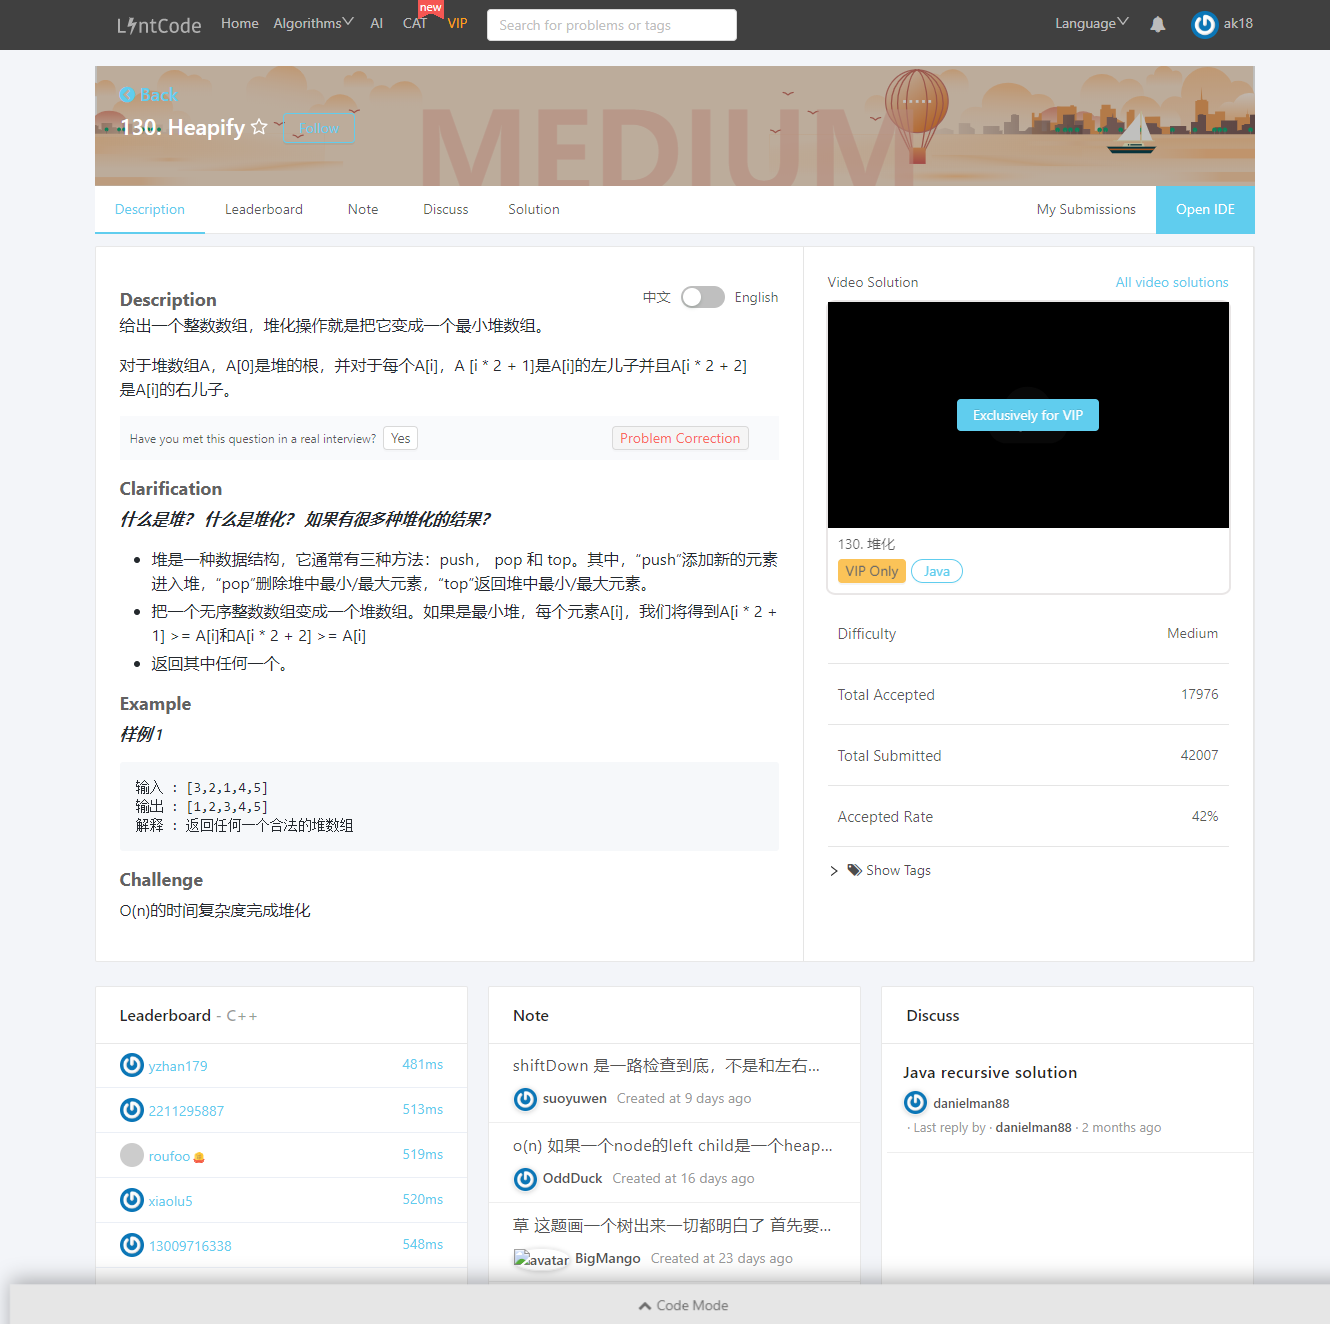 LintCode Home Algorithms AI CAT new VIP Search for problems or tags Language ak18
Back
130. Heapify Follow
MEDIUM
Description Leaderboard Note Discuss Solution My Submissions Open IDE
Description 中文 English
给出一个整数数组，堆化操作就是把它变成一个最小堆数组。
对于堆数组A，A[0]是堆的根，并对于每个A[i]，A [i * 2 + 1]是A[i]的左儿子并且A[i * 2 + 2]
是A[i]的右儿子。
Have you met this question in a real interview? Yes Problem Correction
Clarification
什么是堆？ 什么是堆化？ 如果有很多种堆化的结果？
堆是一种数据结构，它通常有三种方法：push， pop 和 top。其中，“push”添加新的元素
进入堆，“pop”删除堆中最小/最大元素，“top”返回堆中最小/最大元素。
把一个无序整数数组变成一个堆数组。如果是最小堆，每个元素A[i]，我们将得到A[i * 2 +
1] >= A[i]和A[i * 2 + 2] >= A[i]
返回其中任何一个。
Example
样例 1
输入 : [3,2,1,4,5]
输出 : [1,2,3,4,5]
解释 : 返回任何一个合法的堆数组
Challenge
O(n)的时间复杂度完成堆化
Video Solution All video solutions
Exclusively for VIP
130. 堆化
VIP Only Java
Difficulty Medium
Total Accepted 17976
Total Submitted 42007
Accepted Rate 42%
Show Tags
Leaderboard - C++
yzhan179 481ms
2211295887 513ms
roufoo 519ms
xiaolu5 520ms
13009716338 548ms
Note
shiftDown 是一路检查到底，不是和左右...
suoyuwen Created at 9 days ago
o(n) 如果一个node的left child是一个heap...
OddDuck Created at 16 days ago
草 这题画一个树出来一切都明白了 首先要...
avatar BigMango Created at 23 days ago
Discuss
Java recursive solution
danielman88
· Last reply by · danielman88 · 2 months ago
Code Mode